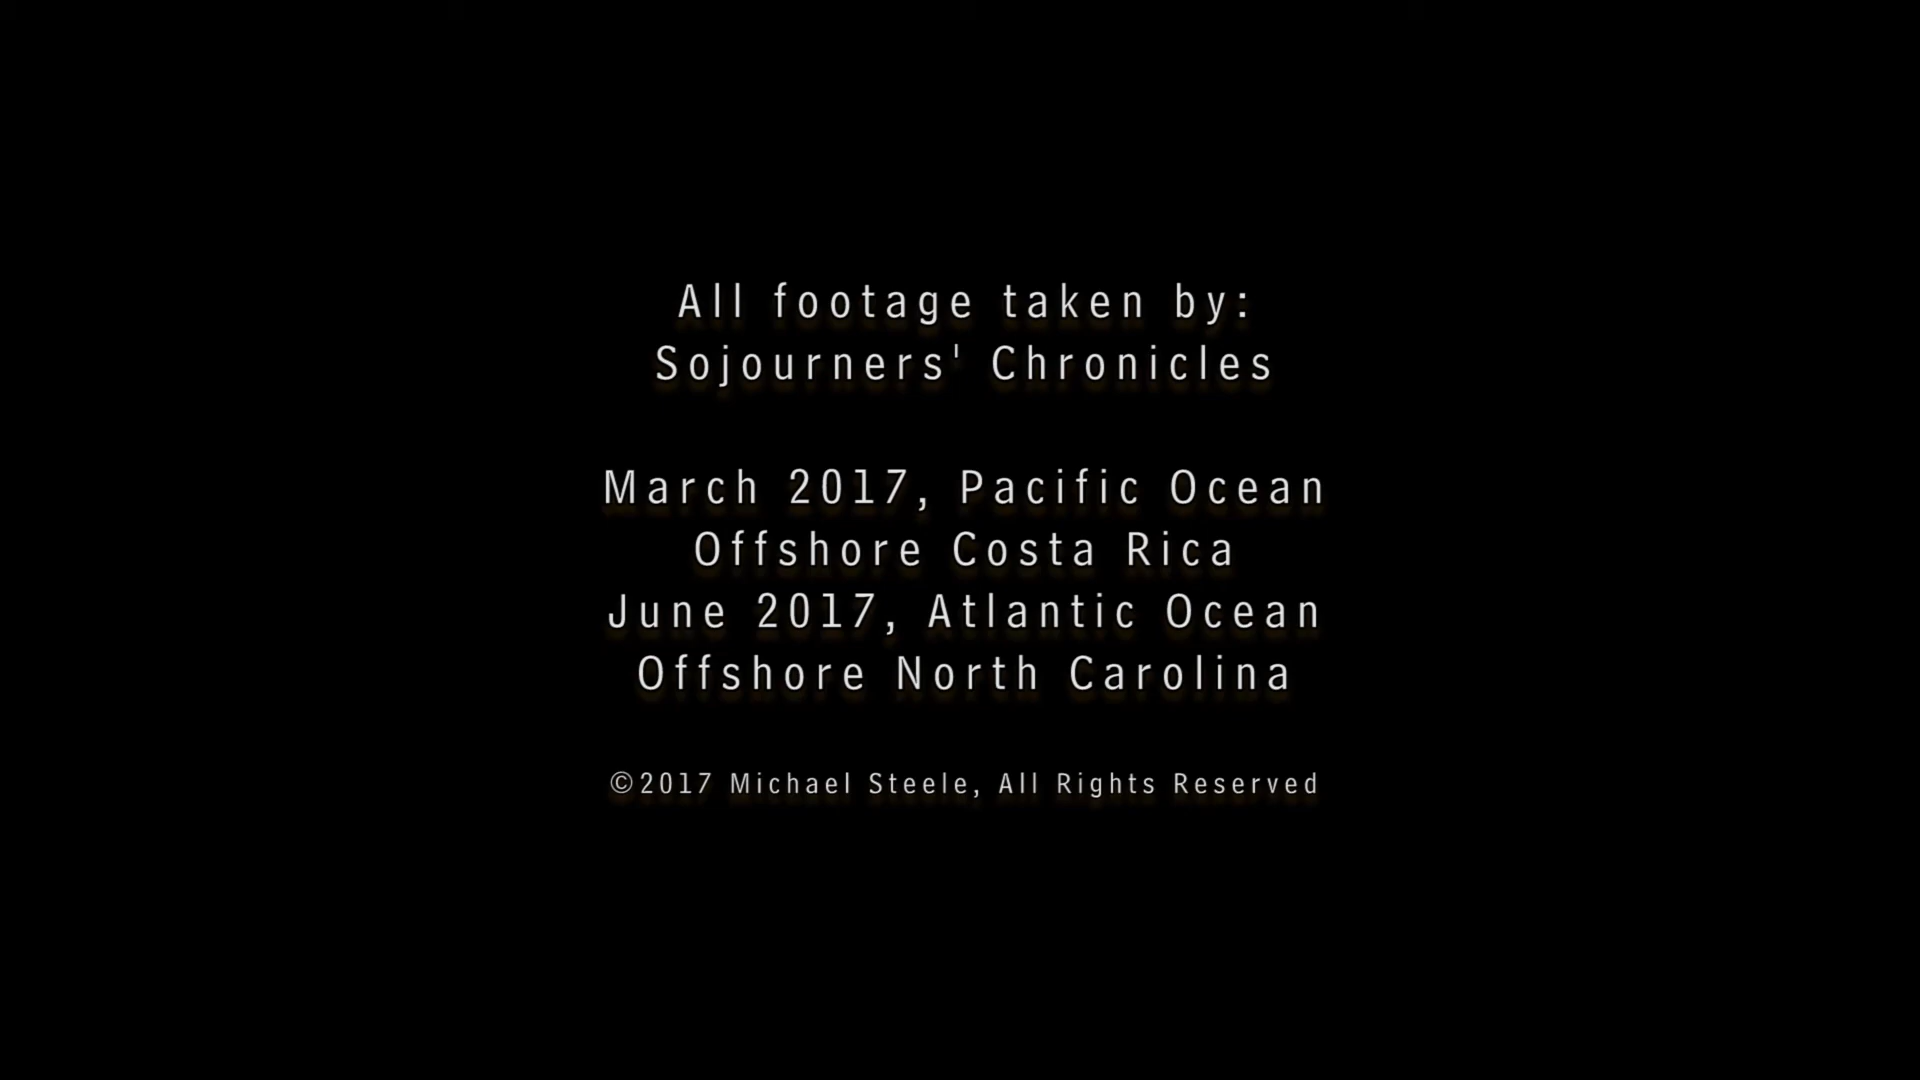 All footage taken by:
Sojourners' Chronicles
March 2017, Pacific Ocean
Offshore Costa Rica
June 2017, Atlantic Ocean
Offshore North Carolina
©2017 Michael Steele, All Rights Reserved